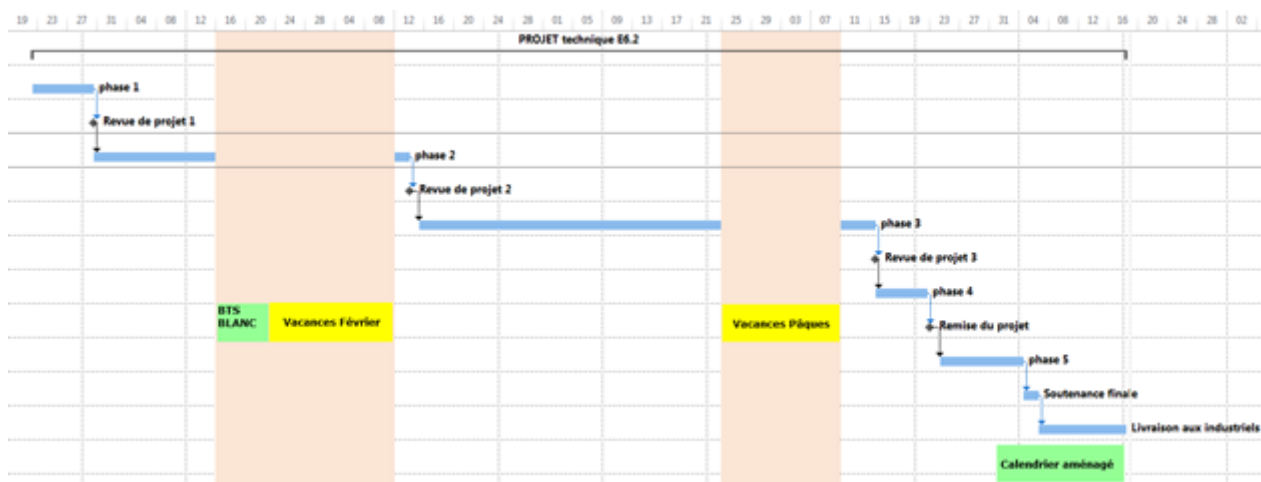 19 23 27 31 04 08 12 16 20 24 28 04 08 12 16 20 24 28 01 05 09 13 17 21 25 29 03 07 11 15 19 23 27 31 04 08 12 16 20 24 28 02
PROJET technique E6.2
phase 1
Revue de projet 1
phase 2
Revue de projet 2
phase 3
Revue de projet 3
phase 4
BTS
BLANC
Vacances Février
Vacances Pâques
Remise du projet
phase 5
Soutenance finale
Livraison aux industriels
Calendrier aménagé